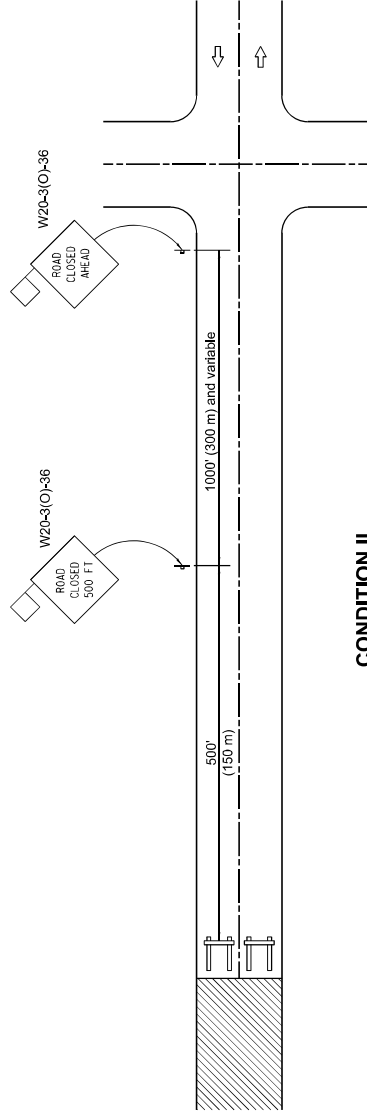 W20-3(O)-36
ROAD
CLOSED
AHEAD
1000' (300 m) and variable
W20-3(O)-36
ROAD
CLOSED
500 FT
500'
(150 m)
CONDITION II